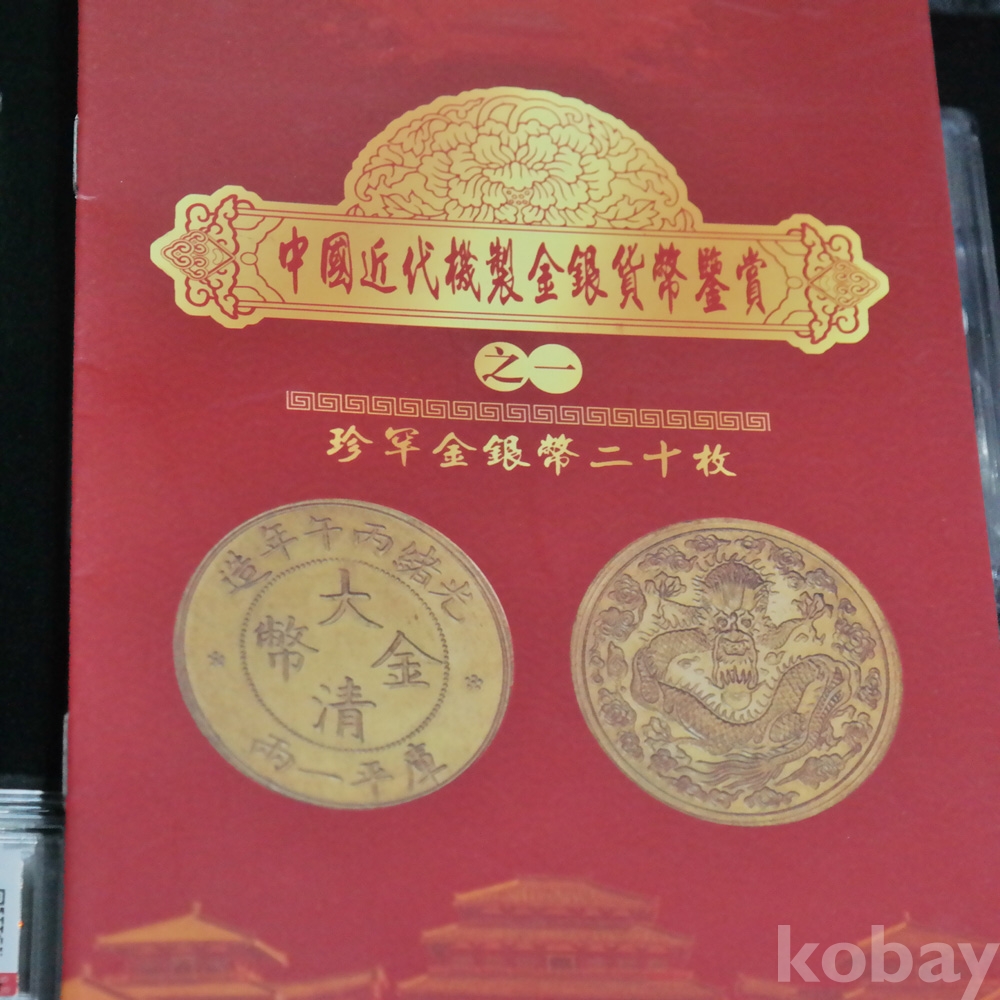 中國近代機製金銀貨幣鑒賞
之一
珍罕金銀幣二十枚
光緒丙午年造
大清金幣
庫平一兩
kobay